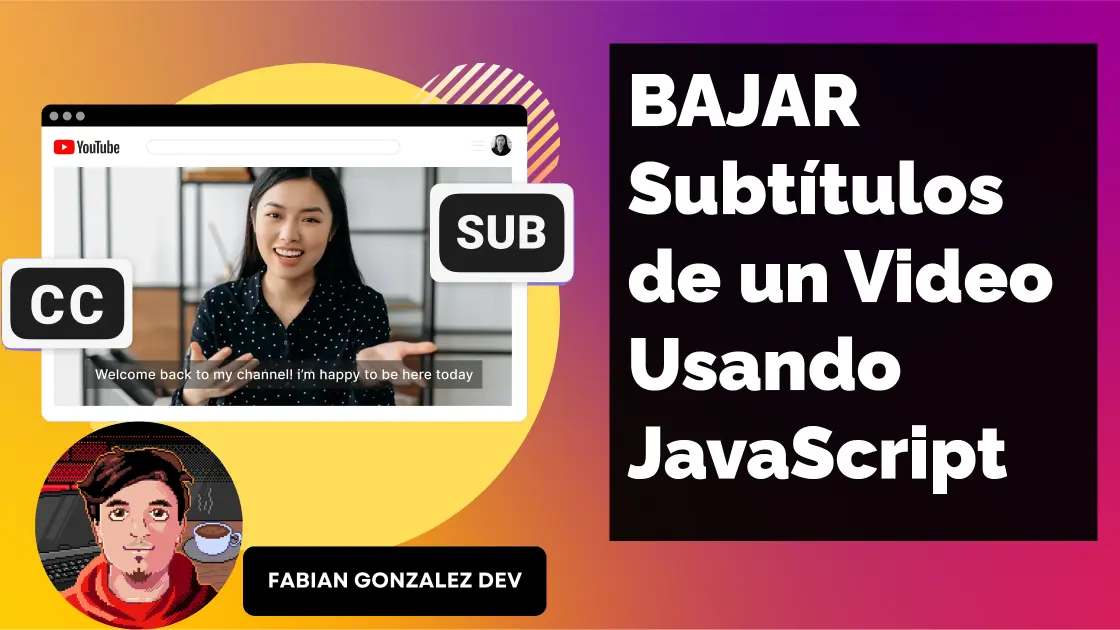 BAJAR
Subtítulos
de un Video
Usando
JavaScript
YouTube
SUB
CC
Welcome back to my channel! i'm happy to be here today
FABIAN GONZALEZ DEV